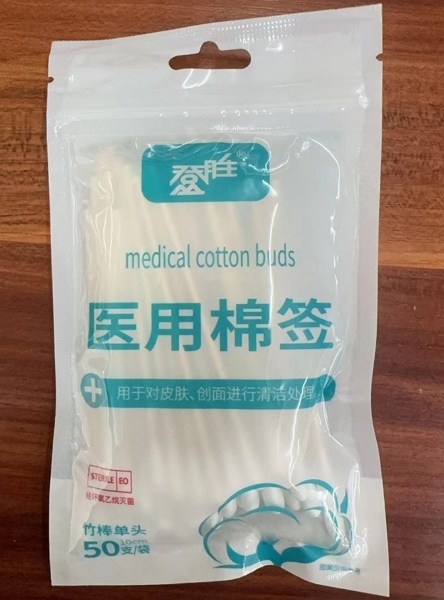 登胜®
medical cotton buds
医用棉签
用于对皮肤、创面进行清洁处理
STERILE EO
经环氧乙烷灭菌
竹棒单头
10cm
50支/袋